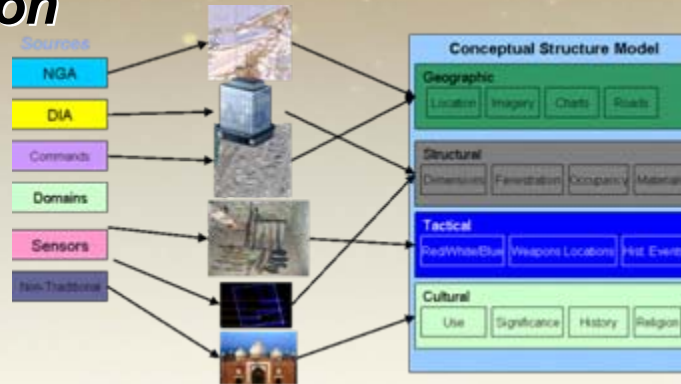 on
Sources
NGA
DIA
Commands
Domains
Sensors
Non-Traditional
Conceptual Structure Model
Geographic
Location Imagery Charts Roads
Structural
Dimensions Fenestration Occupancy Materials
Tactical
Red/White/Blue Weapons Locations Hist. Events
Cultural
Use Significance History Religion